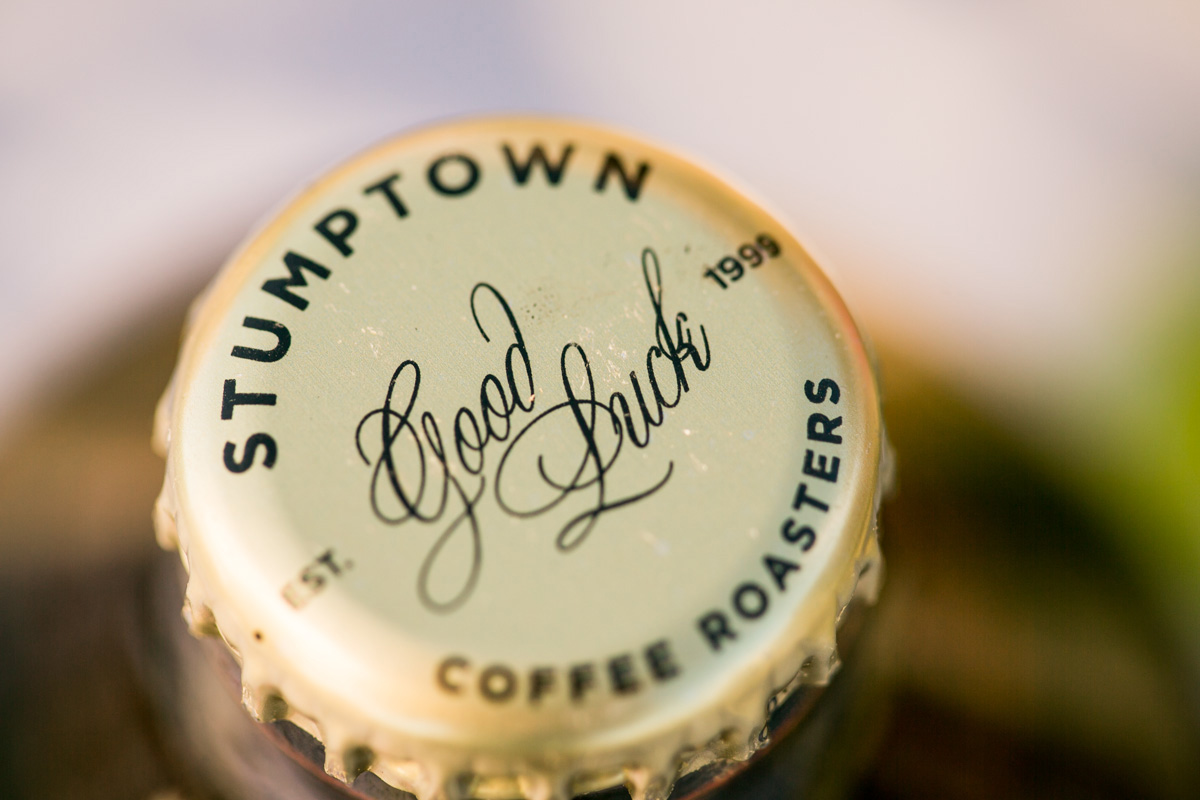 STUMPTOWN
Good
Luck
EST.
1999
COFFEE ROASTERS